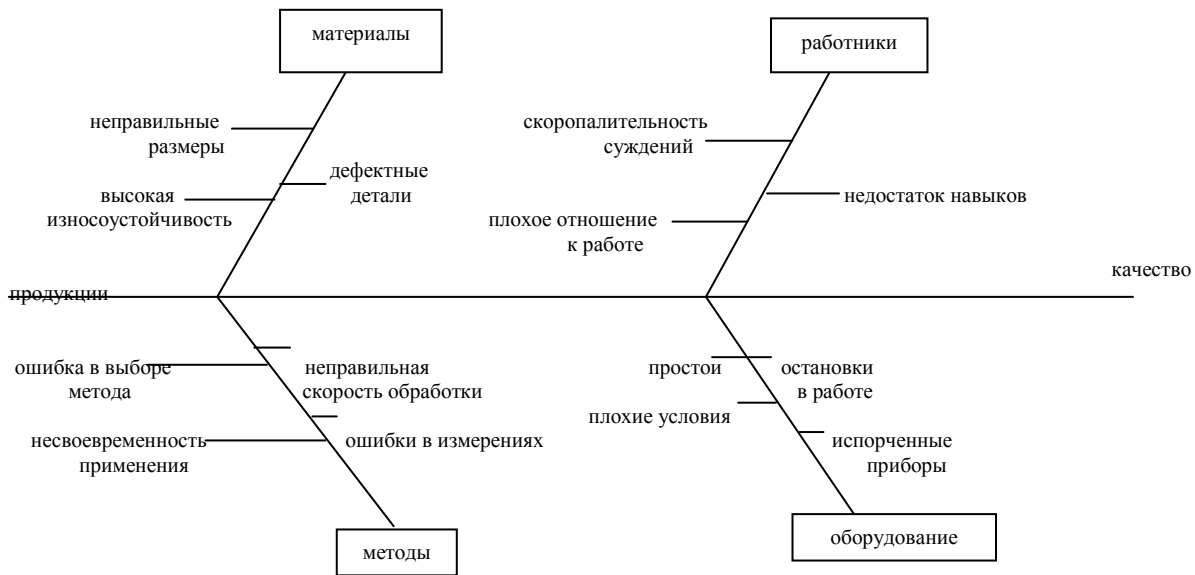 материалы
работники
неправильные
размеры
скоропалительность
суждений
дефектные
детали
высокая
износоустойчивость
недостаток навыков
плохое отношение
к работе
качество
продукции
ошибка в выборе
метода
неправильная
скорость обработки
простои
остановки
в работе
плохие условия
несвоевременность
применения
ошибки в измерениях
испорченные
приборы
методы
оборудование